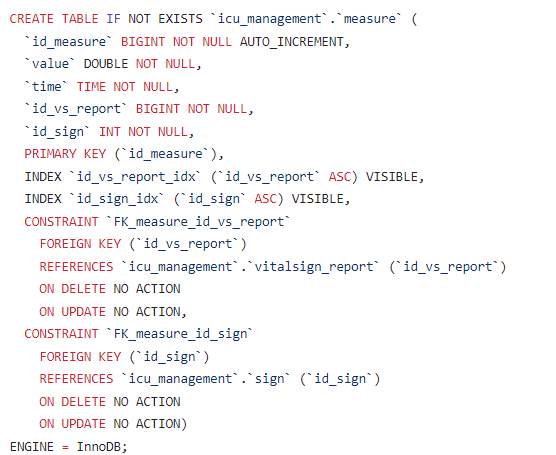 CREATE TABLE IF NOT EXISTS `icu_management`.`measure` (
  `id_measure` BIGINT NOT NULL AUTO_INCREMENT,
  `value` DOUBLE NOT NULL,
  `time` TIME NOT NULL,
  `id_vs_report` BIGINT NOT NULL,
  `id_sign` INT NOT NULL,
  PRIMARY KEY (`id_measure`),
  INDEX `id_vs_report_idx` (`id_vs_report` ASC) VISIBLE,
  INDEX `id_sign_idx` (`id_sign` ASC) VISIBLE,
  CONSTRAINT `FK_measure_id_vs_report`
    FOREIGN KEY (`id_vs_report`)
    REFERENCES `icu_management`.`vitalsign_report` (`id_vs_report`)
    ON DELETE NO ACTION
    ON UPDATE NO ACTION,
  CONSTRAINT `FK_measure_id_sign`
    FOREIGN KEY (`id_sign`)
    REFERENCES `icu_management`.`sign` (`id_sign`)
    ON DELETE NO ACTION
    ON UPDATE NO ACTION)
ENGINE = InnoDB;